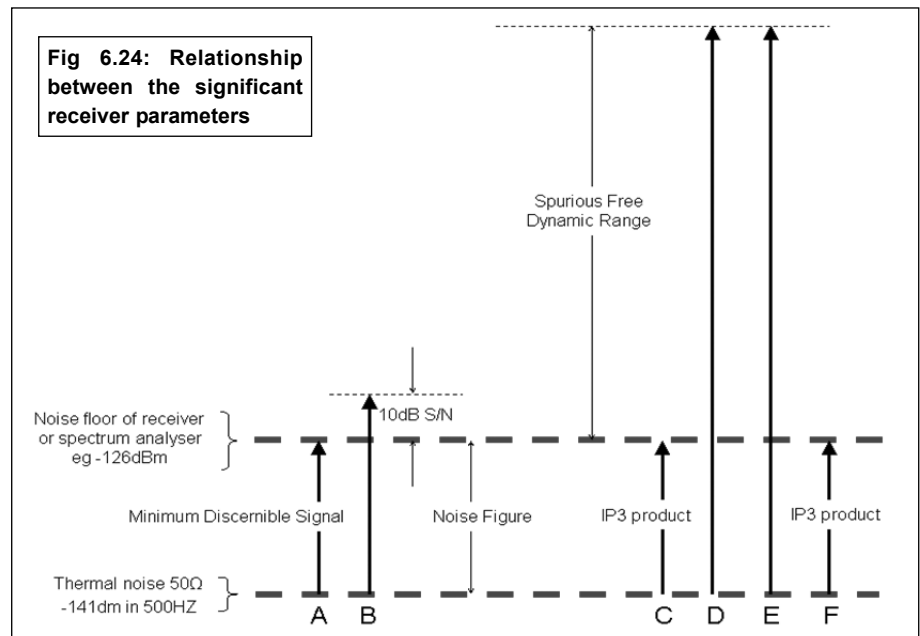 Fig 6.24: Relationship
between the significant
receiver parameters
Spurious Free
Dynamic Range
10dB S/N
Noise floor of receiver
or spectrum analyser
eg -126dBm
Minimum Discernible Signal
Noise Figure
IP3 product
IP3 product
Thermal noise 50Ω
-141dm in 500HZ
A B C D E F